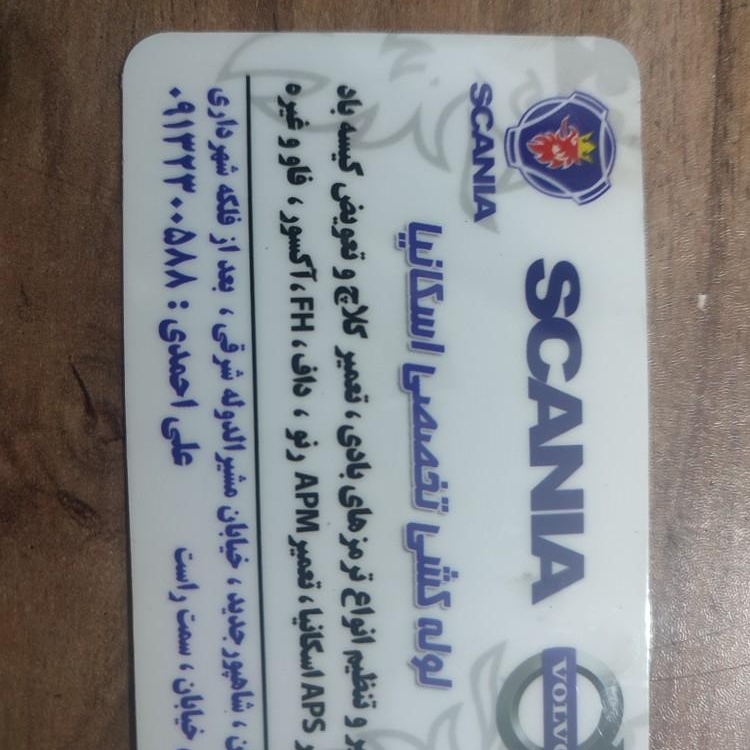 SCANIA
SCANIA
VOLVO
لوله کشی تخصصی اسکانیا
و تنظیم انواع ترمزهای بادی، تعمیر کلاچ و تعویض کیسه باد
APS اسکانیا، تعمیر APM رنو، داف، FH، آکسور، فاو و غیره
شاهپور جدید، خیابان مشیرالدوله شرقی، بعد از فلکه شهرداری
خیابان، سمت راست
علی احمدی: ۰۹۱۳۲۳۰۰۵۸۸